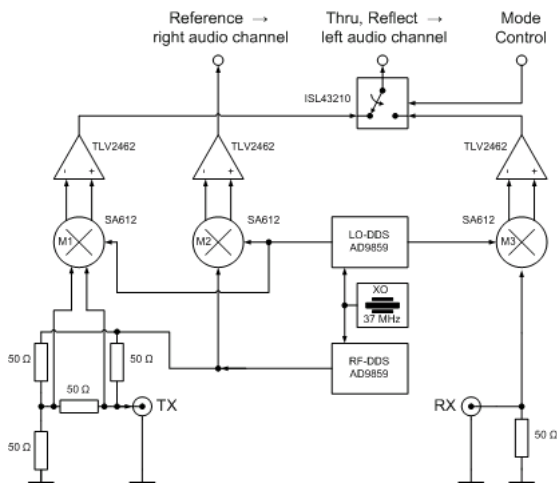 Reference →
right audio channel
Thru, Reflect →
left audio channel
Mode
Control
ISL43210
TLV2462
TLV2462
TLV2462
- +
- +
- +
SA612
SA612
SA612
M1
M2
M3
LO-DDS
AD9859
XO
37 MHz
RF-DDS
AD9859
50 Ω
50 Ω
50 Ω
50 Ω
TX
RX
50 Ω